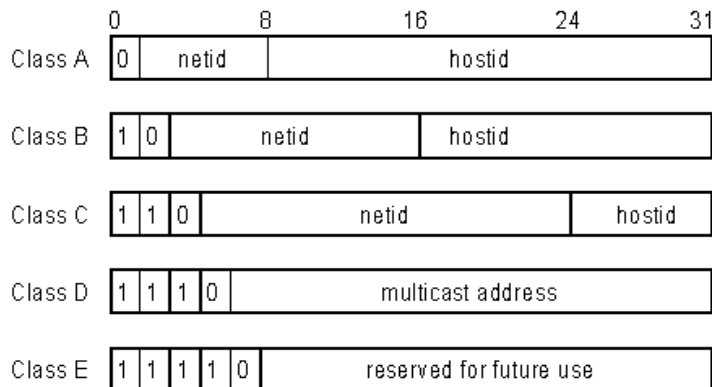 0 8 16 24 31
Class A 0 netid hostid
Class B 1 0 netid hostid
Class C 1 1 0 netid hostid
Class D 1 1 1 0 multicast address
Class E 1 1 1 1 0 reserved for future use